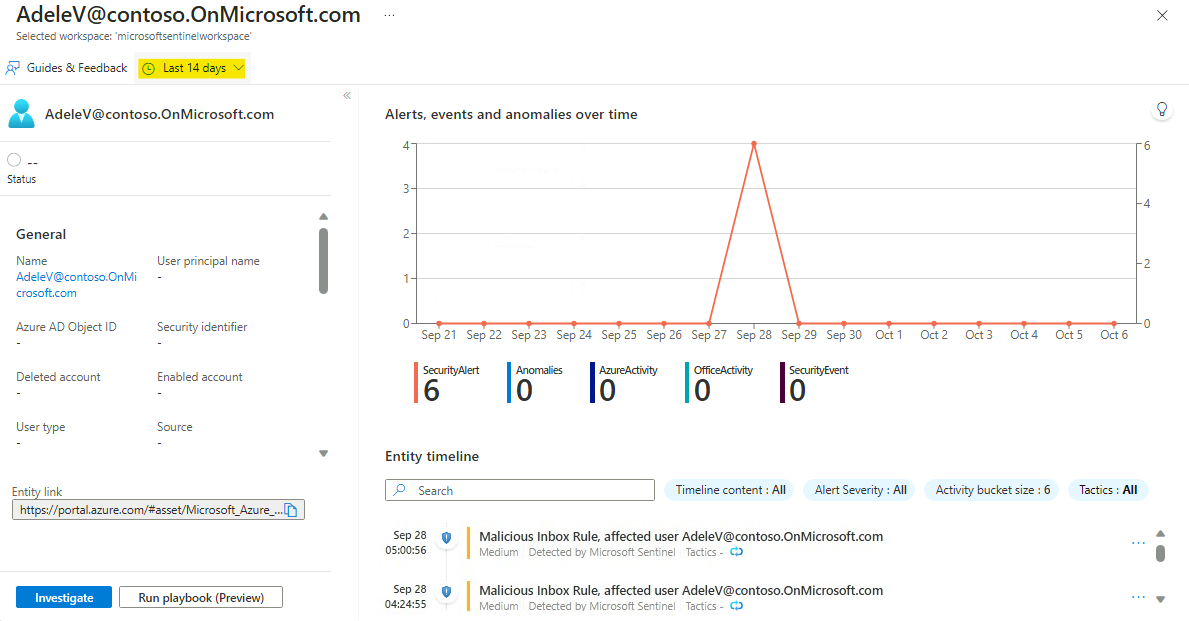 AdeleV@contoso.OnMicrosoft.com ...
Selected workspace: 'microsoftsentinelworkspace'
Guides & Feedback Last 14 days
AdeleV@contoso.OnMicrosoft.com
--
Status
General
Name User principal name
AdeleV@contoso.OnMi -
crosoft.com
Azure AD Object ID Security identifier
- -
Deleted account Enabled account
- -
User type Source
- -
Entity link
https://portal.azure.com/#asset/Microsoft_Azure_...
Investigate Run playbook (Preview)
Alerts, events and anomalies over time
4 6
3 4
2 2
1
0 0
Sep 21 Sep 22 Sep 23 Sep 24 Sep 25 Sep 26 Sep 27 Sep 28 Sep 29 Sep 30 Oct 1 Oct 2 Oct 3 Oct 4 Oct 5 Oct 6
SecurityAlert Anomalies AzureActivity OfficeActivity SecurityEvent
6 0 0 0 0
Entity timeline
Search Timeline content : All Alert Severity : All Activity bucket size : 6 Tactics : All
Sep 28 Malicious Inbox Rule, affected user AdeleV@contoso.OnMicrosoft.com ...
05:00:56 Medium Detected by Microsoft Sentinel Tactics -
Sep 28 Malicious Inbox Rule, affected user AdeleV@contoso.OnMicrosoft.com ...
04:24:55 Medium Detected by Microsoft Sentinel Tactics -